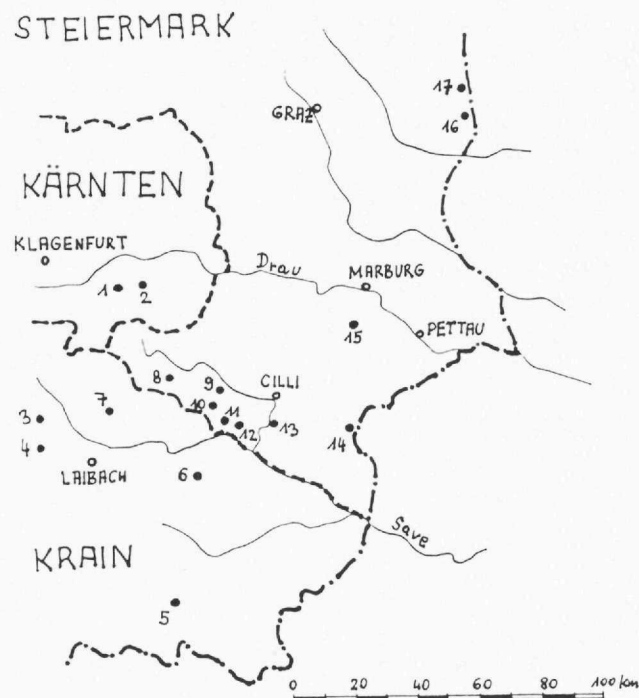 STEIERMARK
17
GRAZ
16
KÄRNTEN
KLAGENFURT
Drau
1
2
MARBURG
15
PETTAU
8
9
CILLI
3
7
10
11
12
13
14
4
LAIBACH
6
Save
KRAIN
5
0 20 40 60 80 100 km